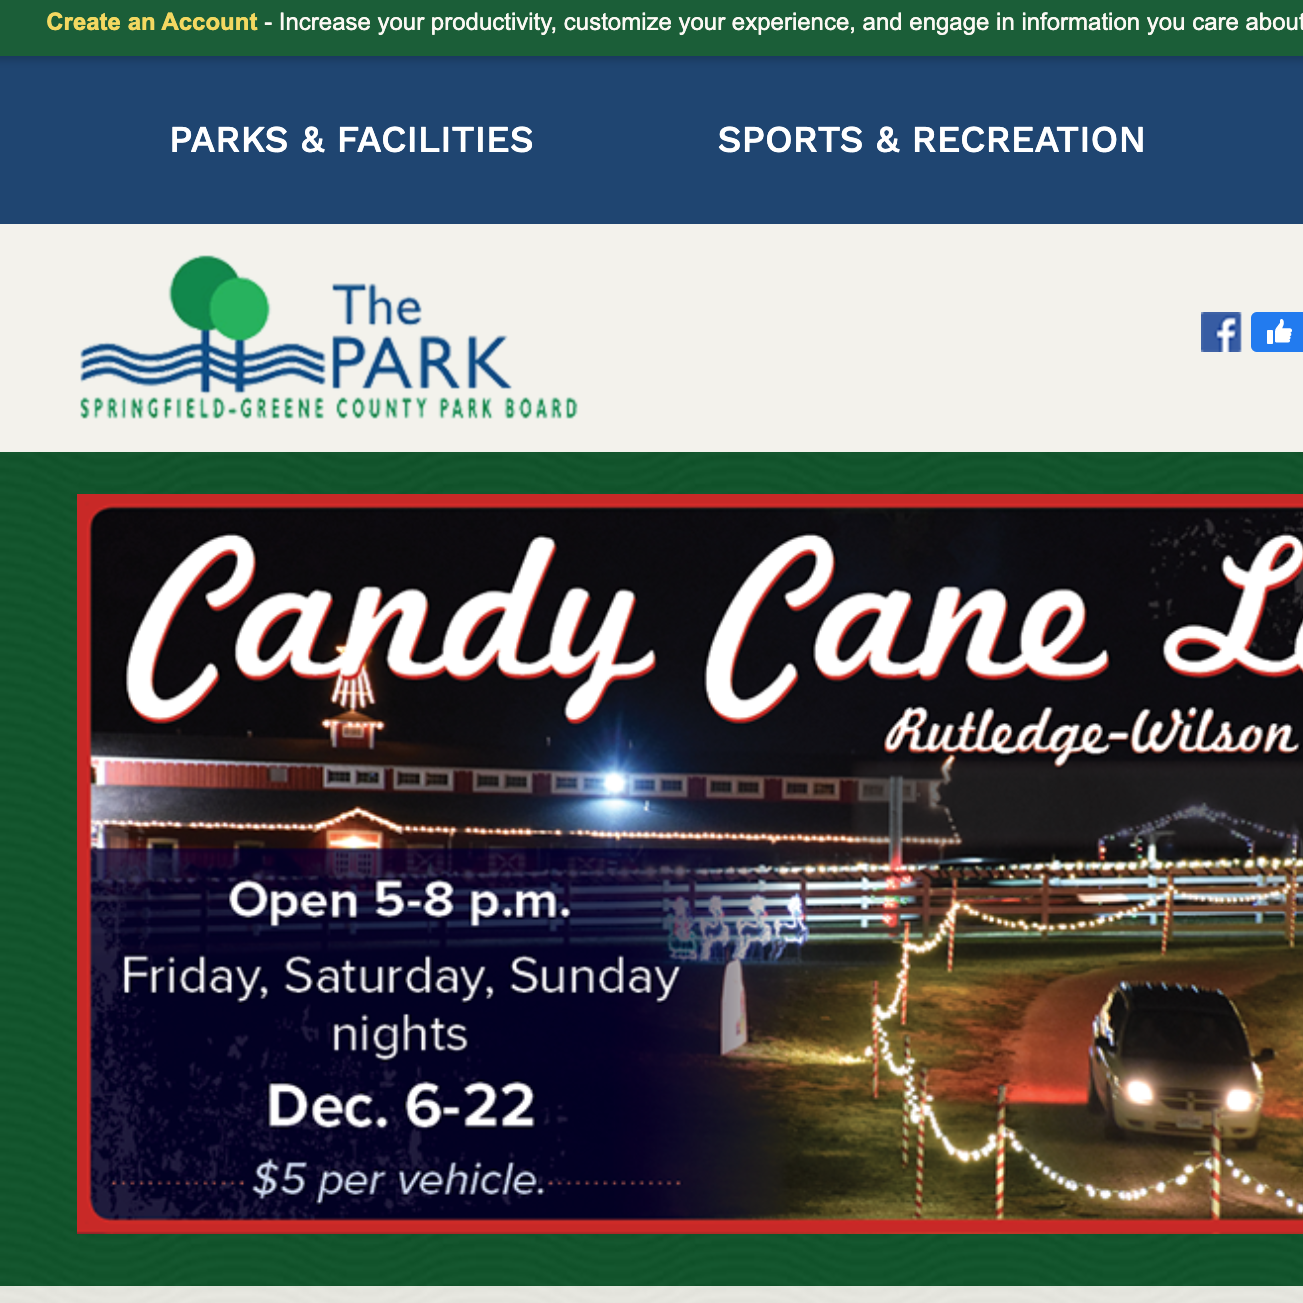 Create an Account - Increase your productivity, customize your experience, and engage in information you care about
PARKS & FACILITIES
SPORTS & RECREATION
The
PARK
SPRINGFIELD-GREENE COUNTY PARK BOARD
Candy Cane
Rutledge-Wilson
Open 5-8 p.m.
Friday, Saturday, Sunday
nights
Dec. 6-22
$5 per vehicle.